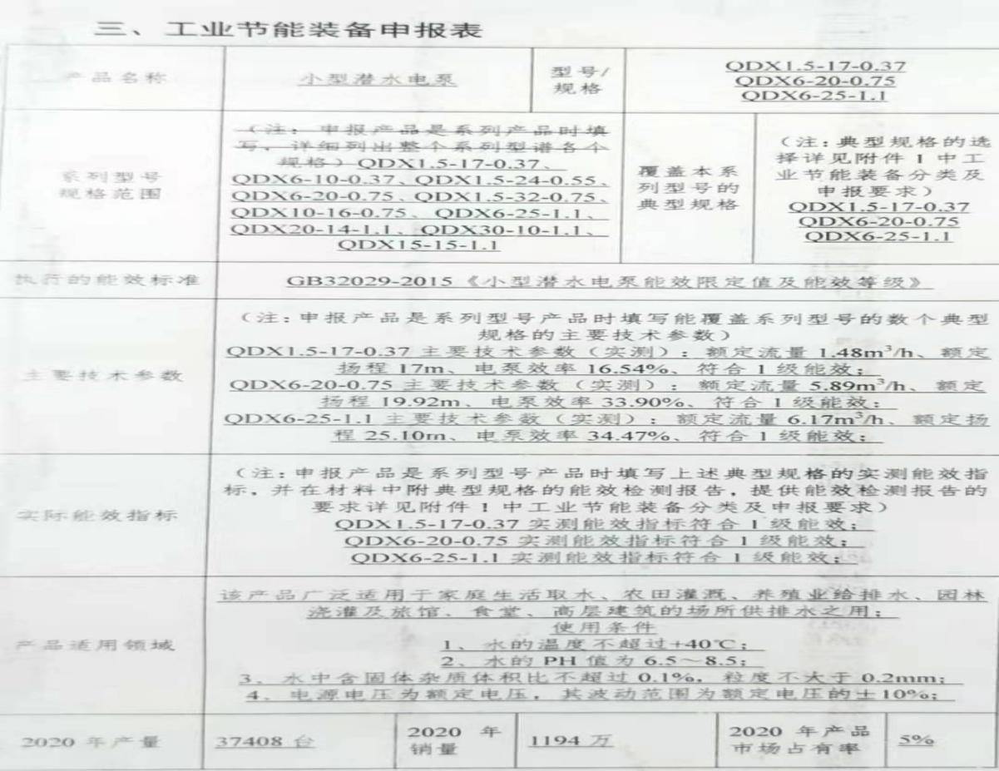 三、工业节能装备申报表
产品名称
小型潜水电泵
型号/
规格
QDX1.5-17-0.37
QDX6-20-0.75
QDX6-25-1.1
系列型号
规格范围
（注：申报产品是系列产品时填
写，详细列出整个系列型谱各个
规格）QDX1.5-17-0.37、
QDX6-10-0.37、QDX1.5-24-0.55、
QDX6-20-0.75、QDX1.5-32-0.75、
QDX10-16-0.75、QDX6-25-1.1、
QDX20-14-1.1、QDX30-10-1.1、
QDX15-15-1.1
覆盖本系
列型号的
典型规格
（注：典型规格的选
择详见附件 1 中工
业节能装备分类及
申报要求）
QDX1.5-17-0.37
QDX6-20-0.75
QDX6-25-1.1
执行的能效标准
GB32029-2015《小型潜水电泵能效限定值及能效等级》
主要技术参数
（注：申报产品是系列型号产品时填写能覆盖系列型号的数个典型
规格的主要技术参数）
QDX1.5-17-0.37 主要技术参数（实测）：额定流量 1.48m³/h、额定
扬程 17m、电泵效率 16.54%、符合 1 级能效；
QDX6-20-0.75 主要技术参数（实测）：额定流量 5.89m³/h、额定
扬程 19.92m、电泵效率 33.90%、符合 1 级能效；
QDX6-25-1.1 主要技术参数（实测）：额定流量 6.17m³/h、额定扬
程 25.10m、电泵效率 34.47%、符合 1 级能效；
实际能效指标
（注：申报产品是系列型号产品时填写上述典型规格的实测能效指
标，并在材料中附典型规格的能效检测报告，提供能效检测报告的
要求详见附件 1 中工业节能装备分类及申报要求）
QDX1.5-17-0.37 实测能效指标符合 1 级能效；
QDX6-20-0.75 实测能效指标符合 1 级能效；
QDX6-25-1.1 实测能效指标符合 1 级能效；
产品适用领域
该产品广泛适用于家庭生活取水、农田灌溉、养殖业给排水、园林
浇灌及旅馆、食堂、高层建筑的场所供排水之用；
使用条件
1、水的温度不超过+40℃；
2、水的 PH 值为 6.5～8.5；
3、水中含固体杂质体积比不超过 0.1%，粒度不大于 0.2mm；
4、电源电压为额定电压，其波动范围为额定电压的±10%；
2020 年产量
37408 台
2020 年
销量
1194 万
2020 年产品
市场占有率
5%